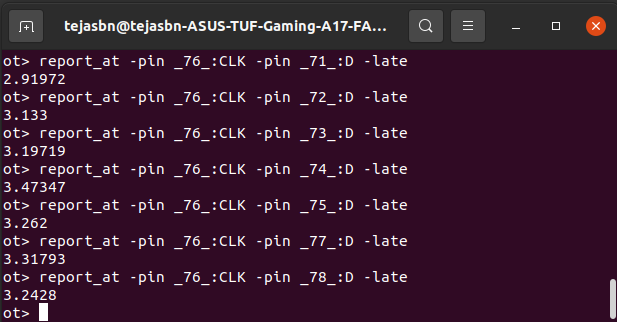 tejasbn@tejasbn-ASUS-TUF-Gaming-A17-FA...
ot> report_at -pin _76_:CLK -pin _71_:D -late
2.91972
ot> report_at -pin _76_:CLK -pin _72_:D -late
3.133
ot> report_at -pin _76_:CLK -pin _73_:D -late
3.19719
ot> report_at -pin _76_:CLK -pin _74_:D -late
3.47347
ot> report_at -pin _76_:CLK -pin _75_:D -late
3.262
ot> report_at -pin _76_:CLK -pin _77_:D -late
3.31793
ot> report_at -pin _76_:CLK -pin _78_:D -late
3.2428
ot>